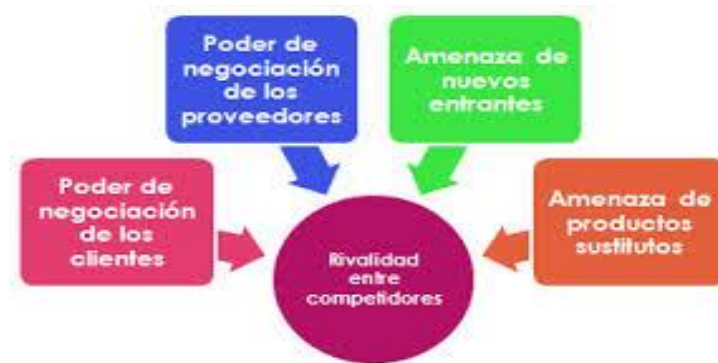 Poder de
negociación
de los
proveedores
Amenaza de
nuevos
entrantes
Poder de
negociación
de los
clientes
Amenaza de
productos
sustitutos
Rivalidad
entre
competidores